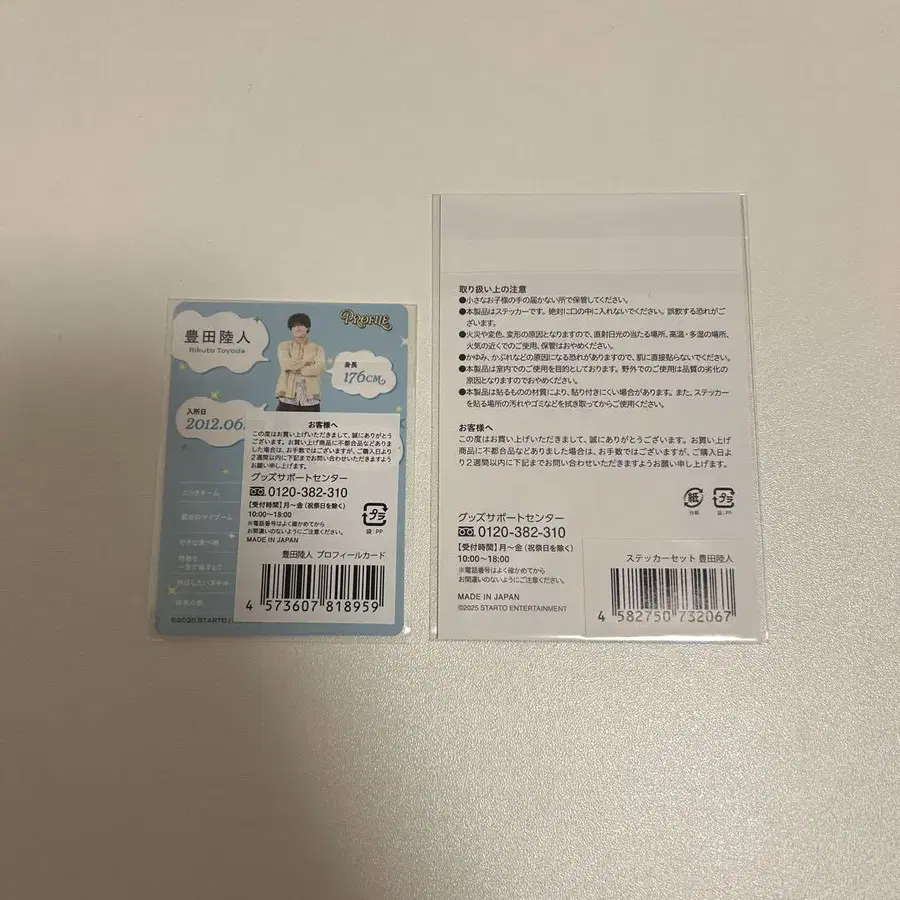 豊田陸人
Rikuto Toyoda
PROFILE
身長
176CM
入所日
2012.06.
お客様へ
この度はお買い上げいただきまして、誠にありがとう
ございます。お買い上げ商品に不都合品などありま
した場合は、お手数ではございますが、ご購入日より
2週間以内に下記までお問い合わせいただきますよう
お願い申し上げます。
グッズサポートセンター
0120-382-310
【受付時間】月〜金(祝祭日を除く)
10:00〜18:00
※電話番号はよく確かめてから
お間違いのないようにご注意ください。
MADE IN JAPAN
プラ
袋:PP
豊田陸人 プロフィールカード
4 573607 818959
©2025 STARTO
取り扱い上の注意
●小さなお子様の手の届かない所で保管してください。
●本製品はステッカーです。絶対に口の中に入れないでください。誤飲する恐れがご
ざいます。
●火災や変色、変形の原因となりますので、直射日光の当たる場所、高温・多湿の場所、
火気の近くでのご使用、保管はおやめください。
●かゆみ、かぶれなどの原因になる恐れがありますので、肌に直接貼らないでください。
●本製品は室内でのご使用を目的としております。野外でのご使用は品質の劣化の
原因となりますのでおやめください。
●本製品は貼るものの材質により、貼り付きにくい場合があります。また、ステッカー
を貼る場所の汚れやゴミなどを拭き取ってからご使用ください。
お客様へ
この度はお買い上げいただきまして、誠にありがとうございます。お買い上げ
商品に不都合品などありました場合は、お手数ではございますが、ご購入日よ
り2週間以内に下記までお問い合わせいただきますようお願い申し上げます。
紙
台紙
プラ
袋:PP
グッズサポートセンター
0120-382-310
【受付時間】月〜金(祝祭日を除く)
10:00〜18:00
※電話番号はよく確かめてから
お間違いのないようにご注意ください。
MADE IN JAPAN
©2025 STARTO ENTERTAINMENT
ステッカーセット 豊田陸人
4 582750 732067